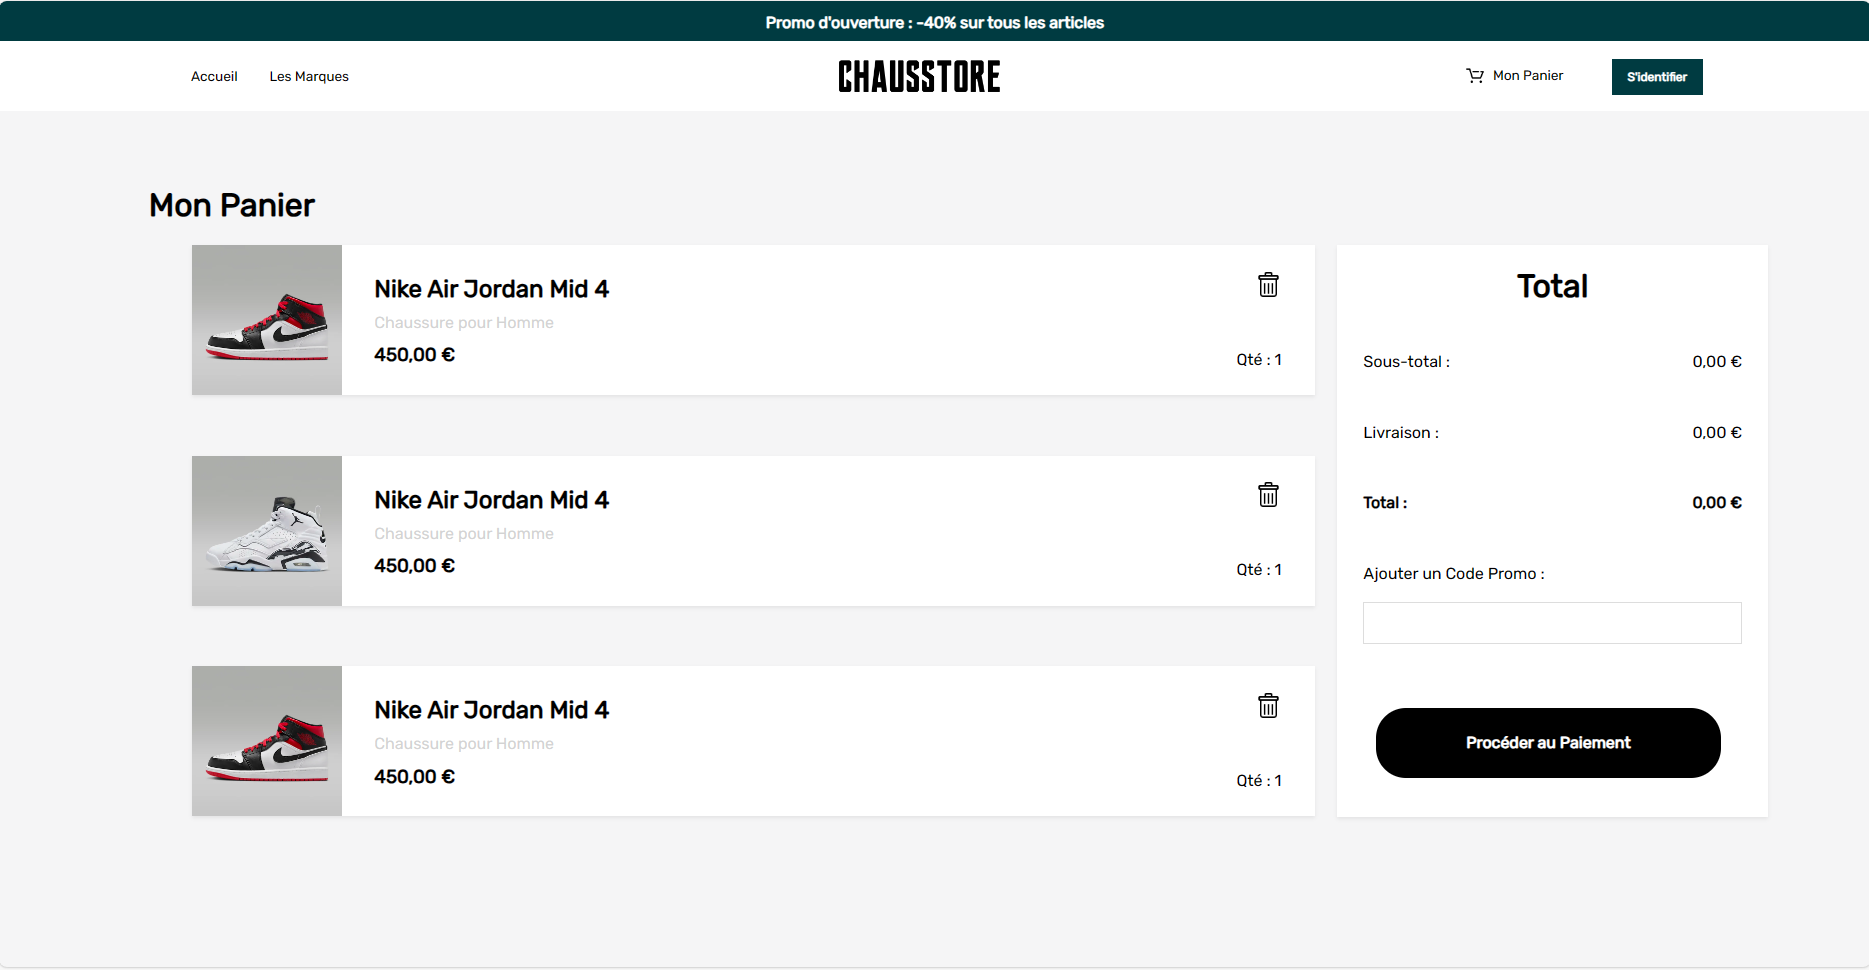 Promo d'ouverture : -40% sur tous les articles
Accueil
Les Marques
CHAUSSTORE
Mon Panier
S'identifier
Mon Panier
Nike Air Jordan Mid 4
Chaussure pour Homme
450,00 €
Qté : 1
Nike Air Jordan Mid 4
Chaussure pour Homme
450,00 €
Qté : 1
Nike Air Jordan Mid 4
Chaussure pour Homme
450,00 €
Qté : 1
Total
Sous-total : 0,00 €
Livraison : 0,00 €
Total : 0,00 €
Ajouter un Code Promo :
Procéder au Paiement